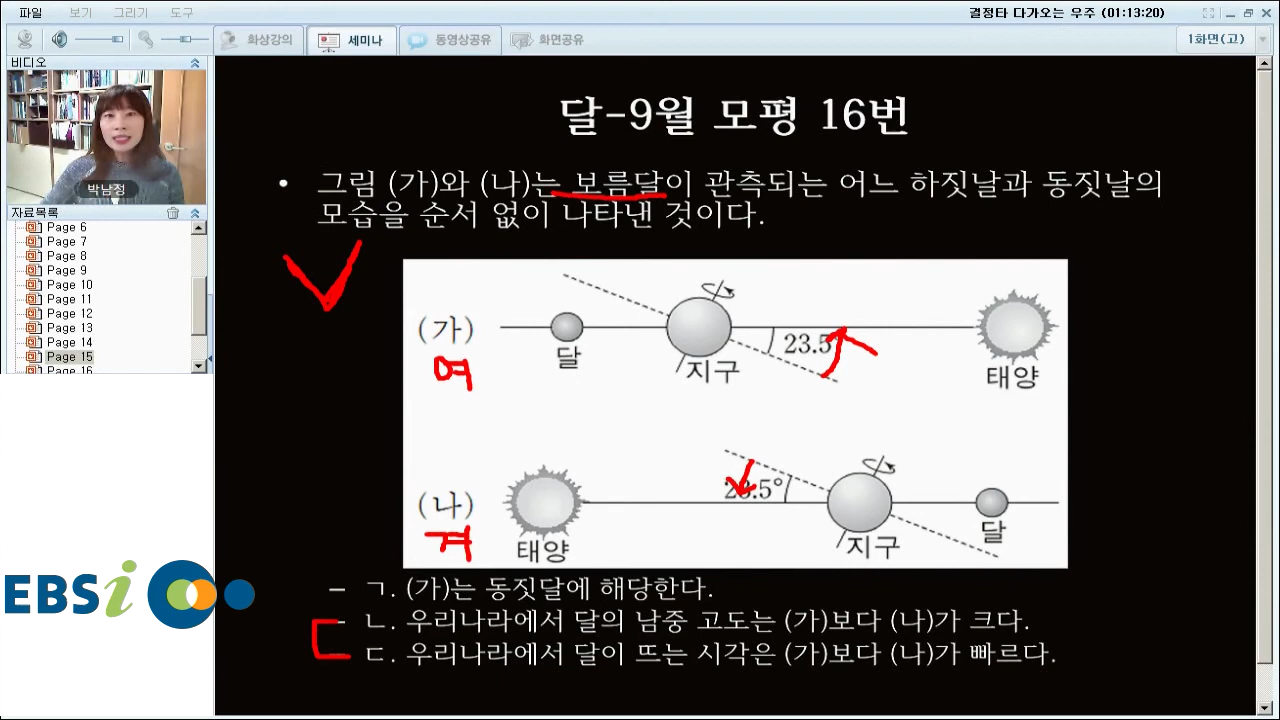 파일 보기 그리기 도구
결정타 다가오는 우주 (01:13:20)
화상강의 세미나 동영상공유 화면공유
1화면(고)
비디오
박남정
자료목록
Page 6
Page 7
Page 8
Page 9
Page 10
Page 11
Page 12
Page 13
Page 14
Page 15
Page 16
달-9월 모평 16번
• 그림 (가)와 (나)는 보름달이 관측되는 어느 하짓날과 동짓날의
모습을 순서 없이 나타낸 것이다.
(가)
여
달
지구
23.5
태양
(나)
겨
태양
23.5°
지구
달
– ㄱ. (가)는 동짓달에 해당한다.
– ㄴ. 우리나라에서 달의 남중 고도는 (가)보다 (나)가 크다.
– ㄷ. 우리나라에서 달이 뜨는 시각은 (가)보다 (나)가 빠르다.
EBSi